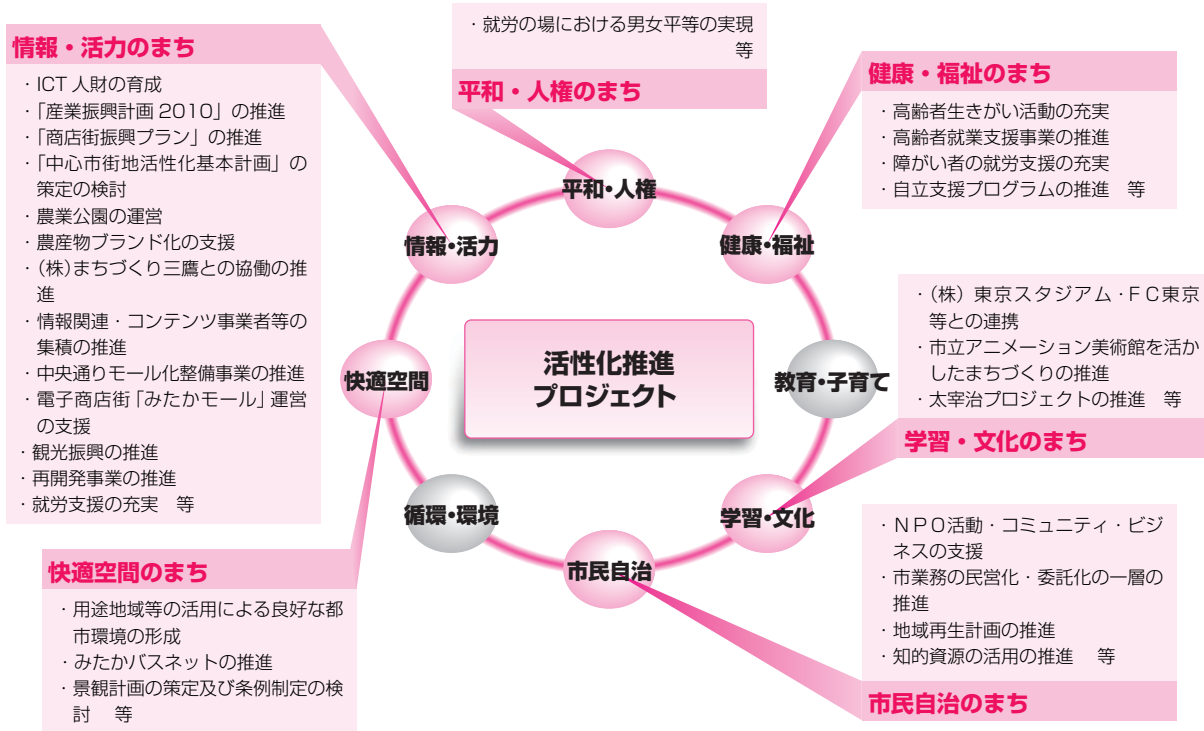 情報・活力のまち
・ICT 人財の育成
・「産業振興計画 2010」の推進
・「商店街振興プラン」の推進
・「中心市街地活性化基本計画」の
策定の検討
・農業公園の運営
・農産物ブランド化の支援
・(株)まちづくり三鷹との協働の推
進
・情報関連・コンテンツ事業者等の
集積の推進
・中央通りモール化整備事業の推進
・電子商店街「みたかモール」運営
の支援
・観光振興の推進
・再開発事業の推進
・就労支援の充実 等
・就労の場における男女平等の実現
等
平和・人権のまち
健康・福祉のまち
・高齢者生きがい活動の充実
・高齢者就業支援事業の推進
・障がい者の就労支援の充実
・自立支援プログラムの推進 等
平和・人権
情報・活力
健康・福祉
快適空間
活性化推進
プロジェクト
教育・子育て
循環・環境
学習・文化
市民自治
・(株)東京スタジアム・FC東京
等との連携
・市立アニメーション美術館を活か
したまちづくりの推進
・太宰治プロジェクトの推進 等
学習・文化のまち
・NPO活動・コミュニティ・ビジ
ネスの支援
・市業務の民営化・委託化の一層の
推進
・地域再生計画の推進
・知的資源の活用の推進 等
市民自治のまち
快適空間のまち
・用途地域等の活用による良好な都
市環境の形成
・みたかバスネットの推進
・景観計画の策定及び条例制定の検
討 等